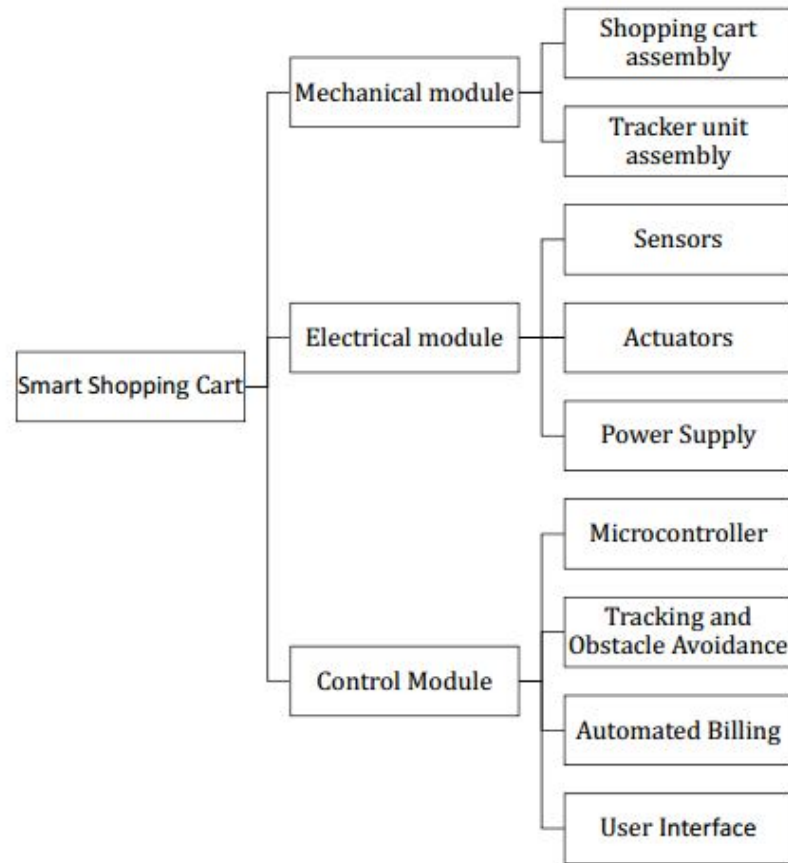 Shopping cart
assembly
Mechanical module
Tracker unit
assembly
Sensors
Electrical module
Actuators
Smart Shopping Cart
Power Supply
Microcontroller
Tracking and
Obstacle Avoidance
Control Module
Automated Billing
User Interface